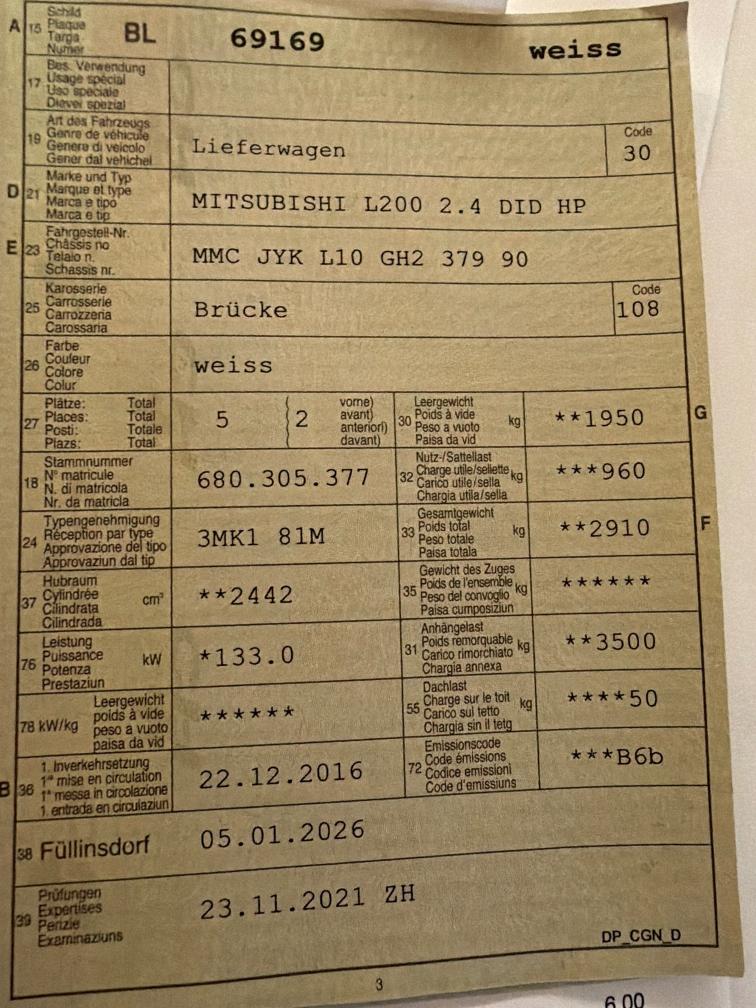 A 15 Schild Plaque Targa Numer BL 69169 weiss
17 Bes. Verwendung
Usage spécial
Uso speciale
Diever spezial
19 Art des Fahrzeugs
Genre de véhicule
Genere di veicolo
Gener dal vehichel
Lieferwagen
Code
30
D 21 Marke und Typ
Marque et type
Marca e tipo
Marca e tip
MITSUBISHI L200 2.4 DID HP
E 23 Fahrgestell-Nr.
Châssis no
Telaio n.
Schassis nr.
MMC JYK L10 GH2 379 90
25 Karosserie
Carrosserie
Carrozzeria
Carossaria
Brücke
Code
108
26 Farbe
Couleur
Colore
Colur
weiss
27 Plätze: Total
Places: Total
Posti: Totale
Plazs: Total
5 ( 2 vorne)
avant)
anteriori)
davant)
30 Leergewicht
Poids à vide kg
Peso a vuoto
Paisa da vid
**1950 G
18 Stammnummer
N° matricule
N. di matricola
Nr. da matricla
680.305.377
32 Nutz-/Sattellast
Charge utile/sellette kg
Carico utile/sella
Chargia utila/sella
***960
24 Typengenehmigung
Réception par type
Approvazione del tipo
Approvaziun dal tip
3MK1 81M
33 Gesamtgewicht
Poids total kg
Peso totale
Paisa totala
**2910 F
37 Hubraum
Cylindrée cm³
Cilindrata
Cilindrada
**2442
35 Gewicht des Zuges
Poids de l'ensemble kg
Peso del convoglio
Paisa cumposiziun
******
76 Leistung
Puissance kW
Potenza
Prestaziun
*133.0
31 Anhängelast
Poids remorquable kg
Carico rimorchiato
Chargia annexa
**3500
78 kW/kg Leergewicht
poids à vide
peso a vuoto
paisa da vid
******
55 Dachlast
Charge sur le toit kg
Carico sul tetto
Chargia sin il tetg
****50
B 36 1. Inverkehrsetzung
1re mise en circulation
1a messa in circolazione
1. entrada en circulaziun
22.12.2016
72 Emissionscode
Code émissions
Codice emissioni
Code d'emissiuns
***B6b
38 Füllinsdorf 05.01.2026
39 Prüfungen
Expertises
Perizie
Examinaziuns
23.11.2021 ZH
DP_CGN_D
3
6.00